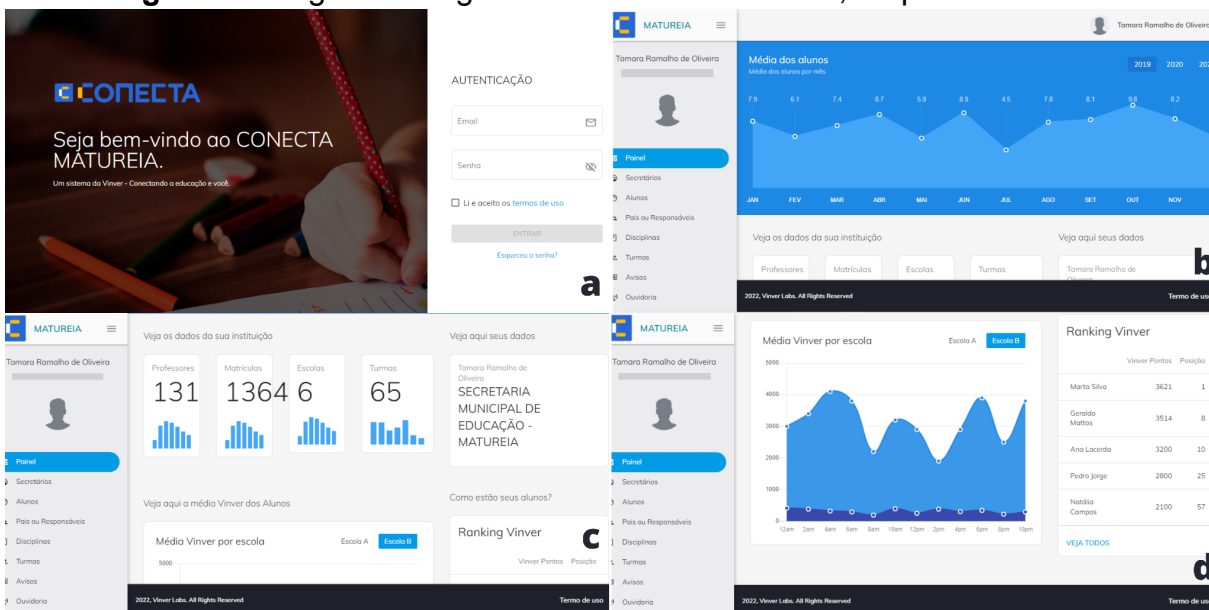 CONECTA
Seja bem-vindo ao CONECTA
MATUREIA.
Um sistema da Vinver - Conectando a educação e você.
AUTENTICAÇÃO
Email
Senha
Li e aceito os termos de uso
ENTRAR
Esqueceu a senha?
a
MATUREIA
Tamara Ramalho de Oliveira
Painel
Secretários
Alunos
Pais ou Responsáveis
Disciplinas
Turmas
Avisos
Ouvidoria
Tamara Ramalho de Oliveira
Média dos alunos
Média dos alunos por mês
2019 2020
7.9 6.1 7.4 8.7 5.9 8.9 4.5 7.8 8.1 9.8 8.2
JAN FEV MAR ABR MAI JUN JUL AGO SET OUT NOV
Veja os dados da sua instituição
Veja aqui seus dados
Professores Matrículas Escolas Turmas
Tamara Ramalho de
Oliveira
b
2022, Vinver Labs. All Rights Reserved
Termo de uso
MATUREIA
Tamara Ramalho de Oliveira
Painel
Secretários
Alunos
Pais ou Responsáveis
Disciplinas
Turmas
Avisos
Ouvidoria
Veja os dados da sua instituição
Veja aqui seus dados
Professores Matrículas Escolas Turmas
131 1364 6 65
Tamara Ramalho de
Oliveira
SECRETARIA
MUNICIPAL DE
EDUCAÇÃO -
MATUREIA
Veja aqui a média Vinver dos Alunos
Como estão seus alunos?
Média Vinver por escola
Escola A Escola B
5000
Ranking Vinver
Vinver Pontos Posição
c
2022, Vinver Labs. All Rights Reserved
Termo de uso
MATUREIA
Tamara Ramalho de Oliveira
Painel
Secretários
Alunos
Pais ou Responsáveis
Disciplinas
Turmas
Avisos
Ouvidoria
Média Vinver por escola
Escola A Escola B
5000
4000
3000
2000
1000
0
12am 2am 4am 6am 8am 10am 12pm 2pm 4pm 6pm 8pm 10pm
Ranking Vinver
Vinver Pontos Posição
Marta Silva 3621 1
Geraldo
Mattos 3514 8
Ana Lacerda 3200 10
Pedro Jorge 2800 25
Natália
Campos 2100 57
VEJA TODOS
d
2022, Vinver Labs. All Rights Reserved
Termo de uso